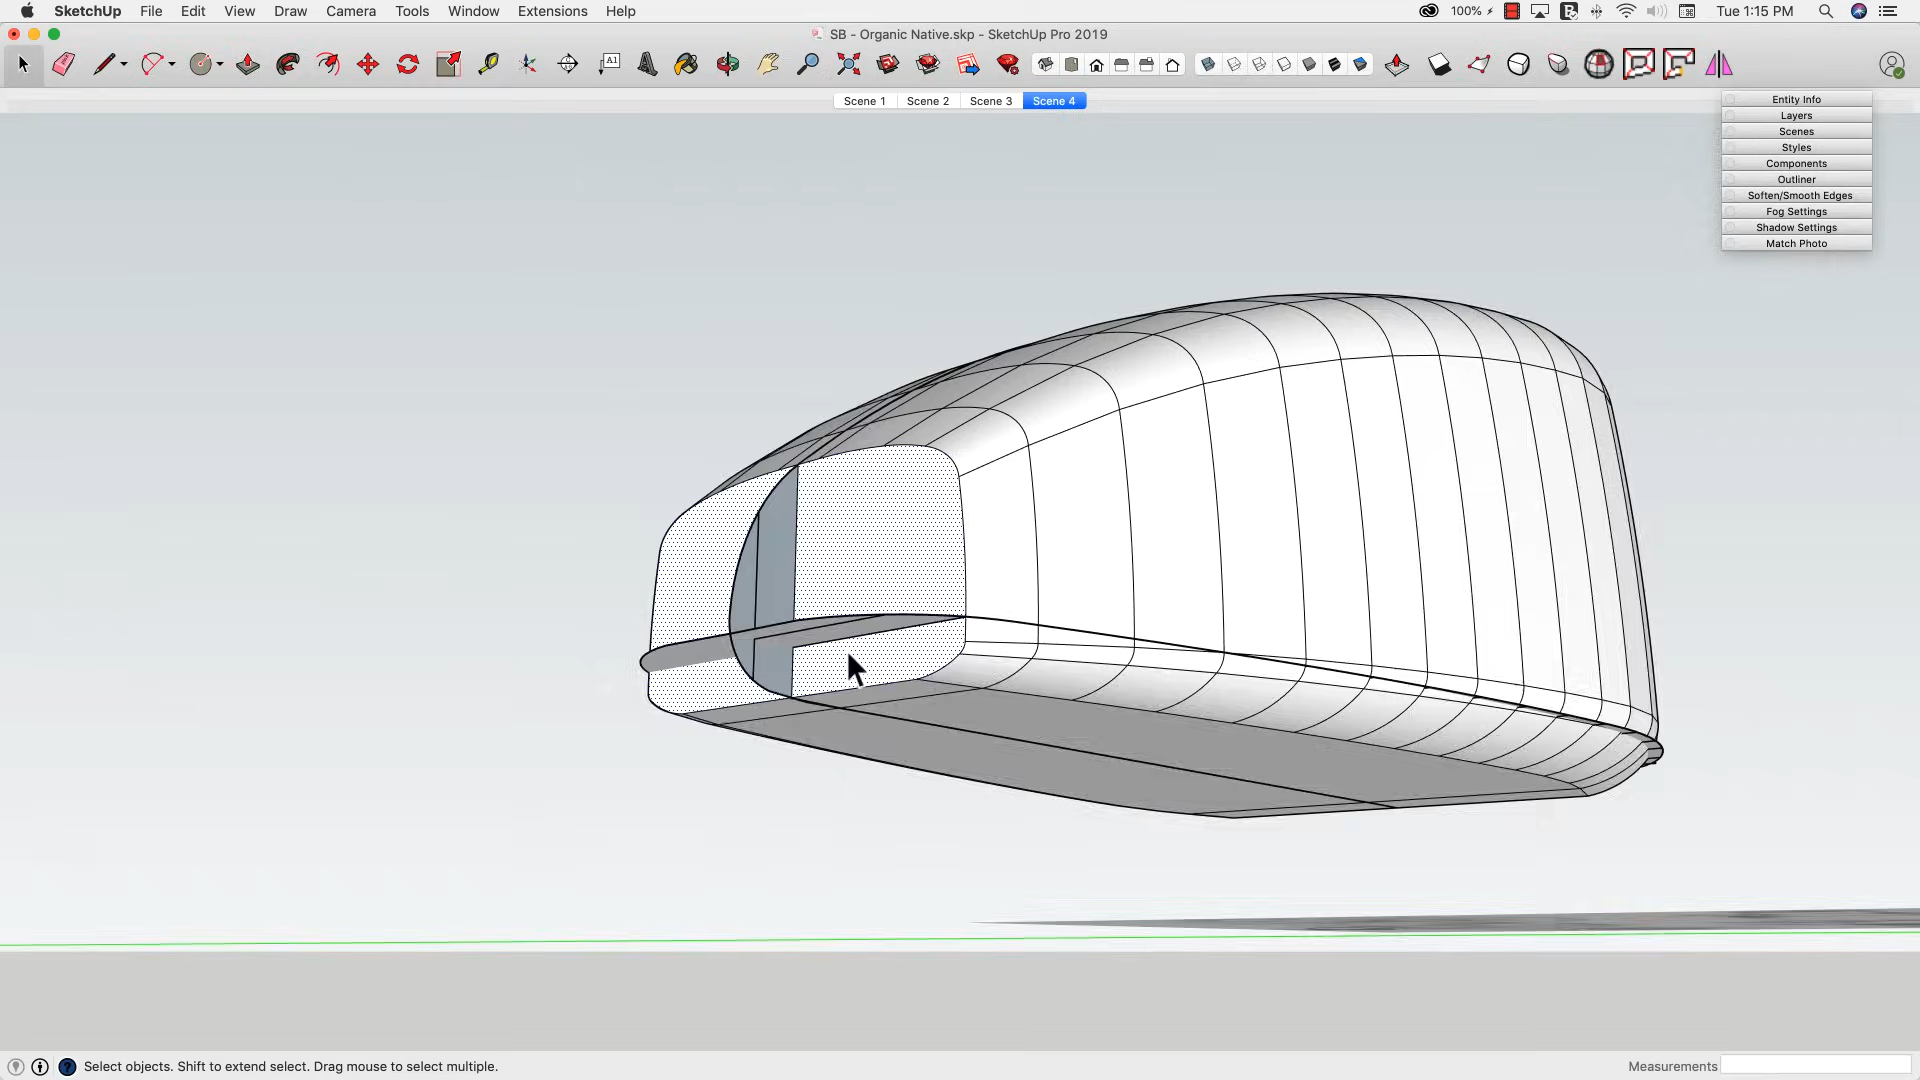 SketchUp File Edit View Draw Camera Tools Window Extensions Help 100% Tue 1:15 PM
SB - Organic Native.skp - SketchUp Pro 2019
A1
Scene 1 Scene 2 Scene 3 Scene 4
Entity Info
Layers
Scenes
Styles
Components
Outliner
Soften/Smooth Edges
Fog Settings
Shadow Settings
Match Photo
Select objects. Shift to extend select. Drag mouse to select multiple.
Measurements